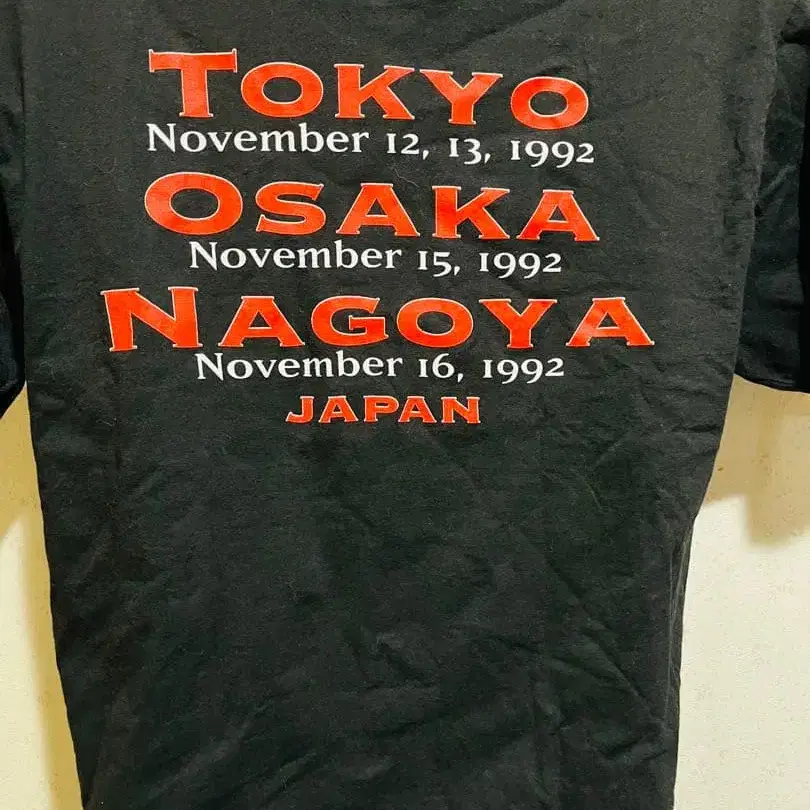 TOKYO
November 12, 13, 1992
OSAKA
November 15, 1992
NAGOYA
November 16, 1992
JAPAN